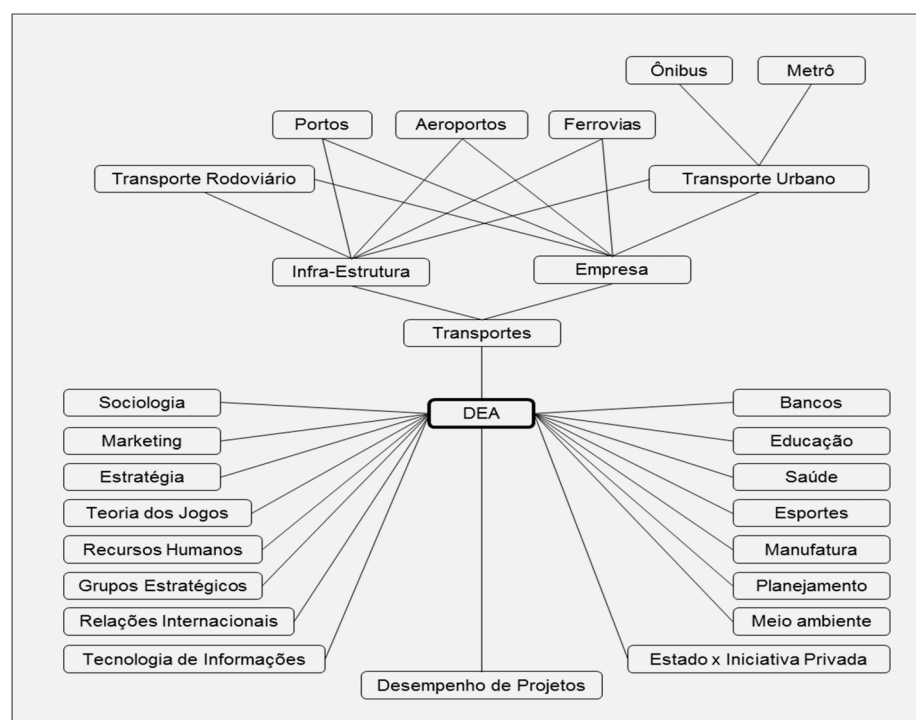 Ônibus
Metrô
Portos
Aeroportos
Ferrovias
Transporte Rodoviário
Transporte Urbano
Infra-Estrutura
Empresa
Transportes
DEA
Sociologia
Marketing
Estratégia
Teoria dos Jogos
Recursos Humanos
Grupos Estratégicos
Relações Internacionais
Tecnologia de Informações
Bancos
Educação
Saúde
Esportes
Manufatura
Planejamento
Meio ambiente
Estado x Iniciativa Privada
Desempenho de Projetos